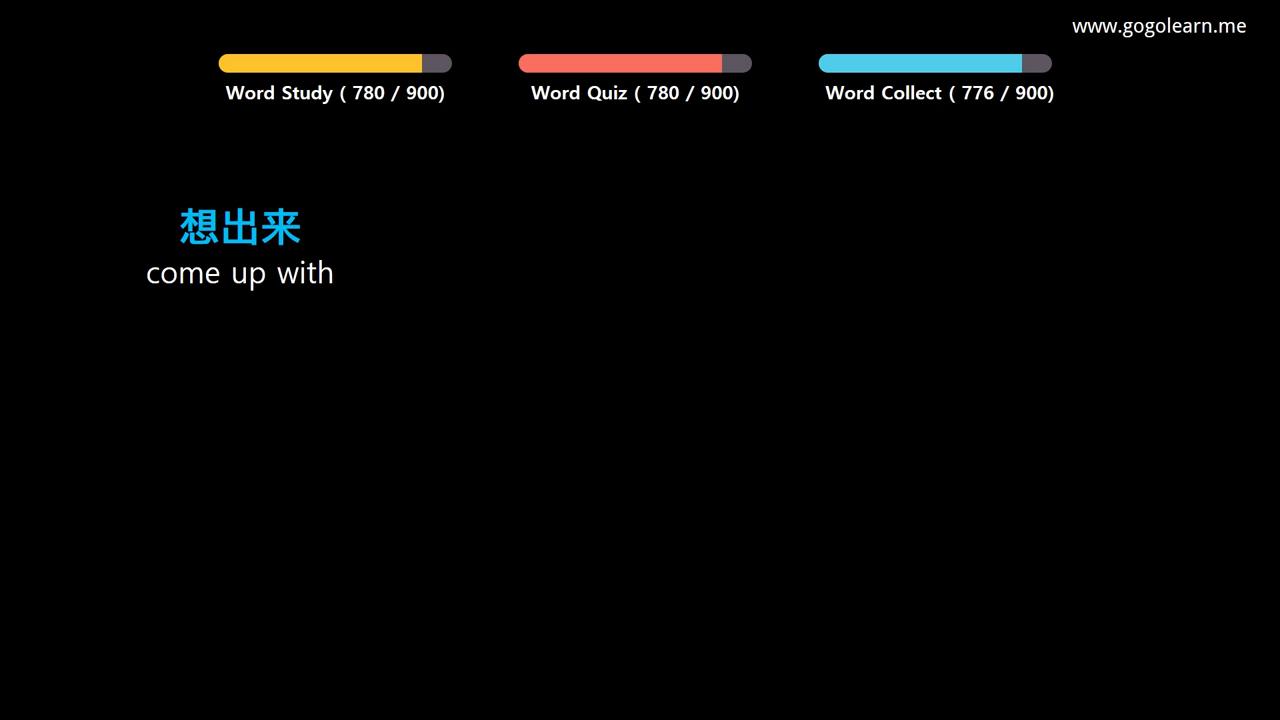 www.gogolearn.me
Word Study ( 780 / 900)
Word Quiz ( 780 / 900)
Word Collect ( 776 / 900)
想出来
come up with